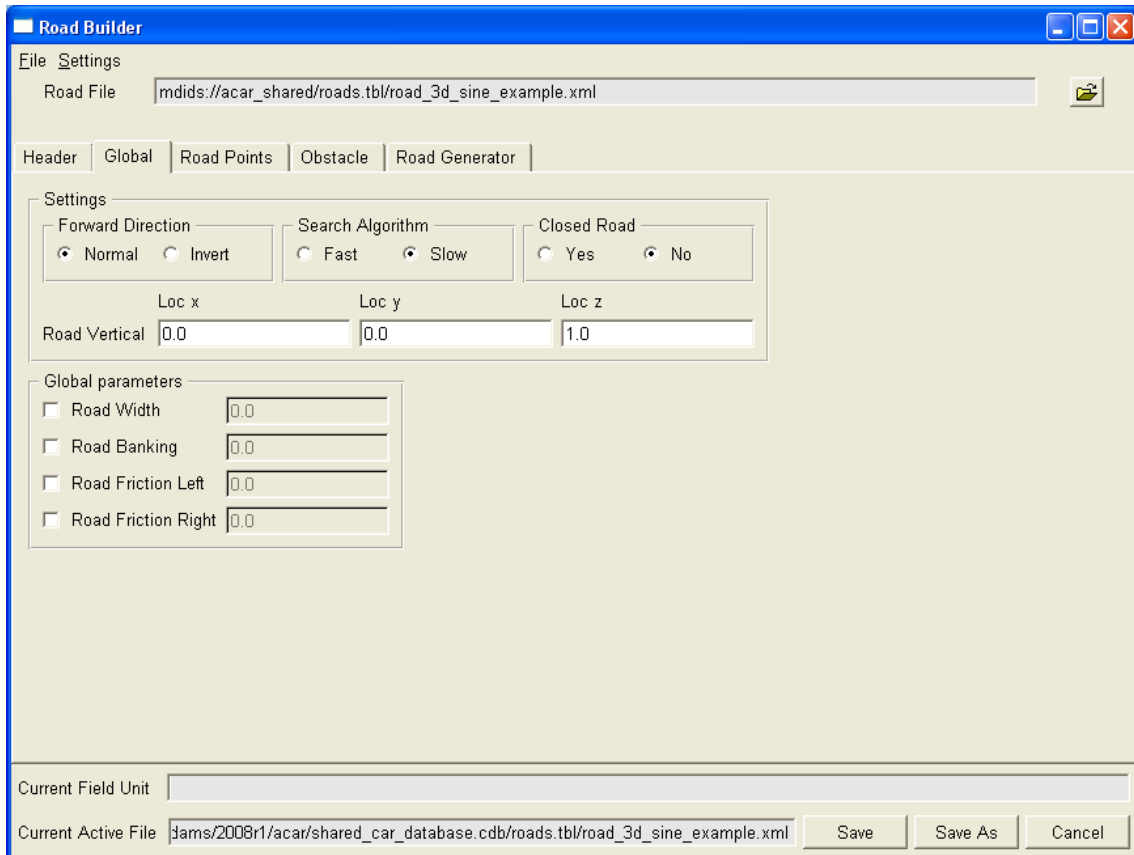 Road Builder
File Settings
Road File mdids://acar_shared/roads.tbl/road_3d_sine_example.xml
Header Global Road Points Obstacle Road Generator
Settings
Forward Direction Search Algorithm Closed Road
Normal Invert Fast Slow Yes No
Loc x Loc y Loc z
Road Vertical 0.0 0.0 1.0
Global parameters
Road Width 0.0
Road Banking 0.0
Road Friction Left 0.0
Road Friction Right 0.0
Current Field Unit
Current Active File dams/2008r1/acar/shared_car_database.cdb/roads.tbl/road_3d_sine_example.xml Save Save As Cancel